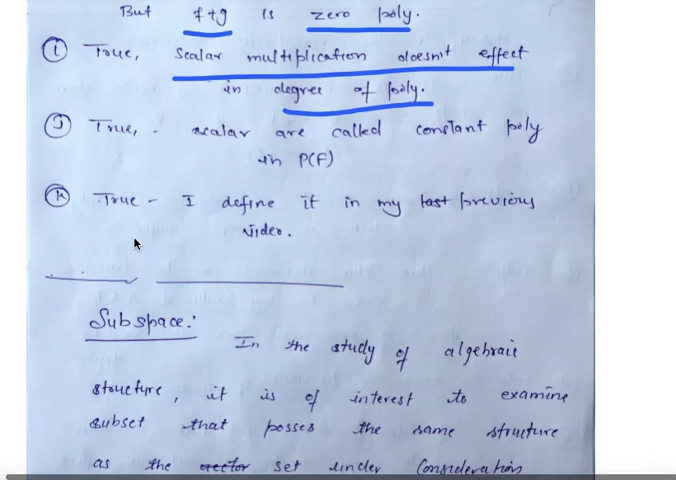 But f+g is zero poly.
(i) True, Scalar multiplication doesnt effect
in degree of poly.
(j) True, - scalar are called constant poly
in P(F)
(k) True - I define it in my last previous
video.
Subspace:
In the study of algebraic
structure, it is of interest to examine
subset that posses the same structure
as the vector set under Consideration